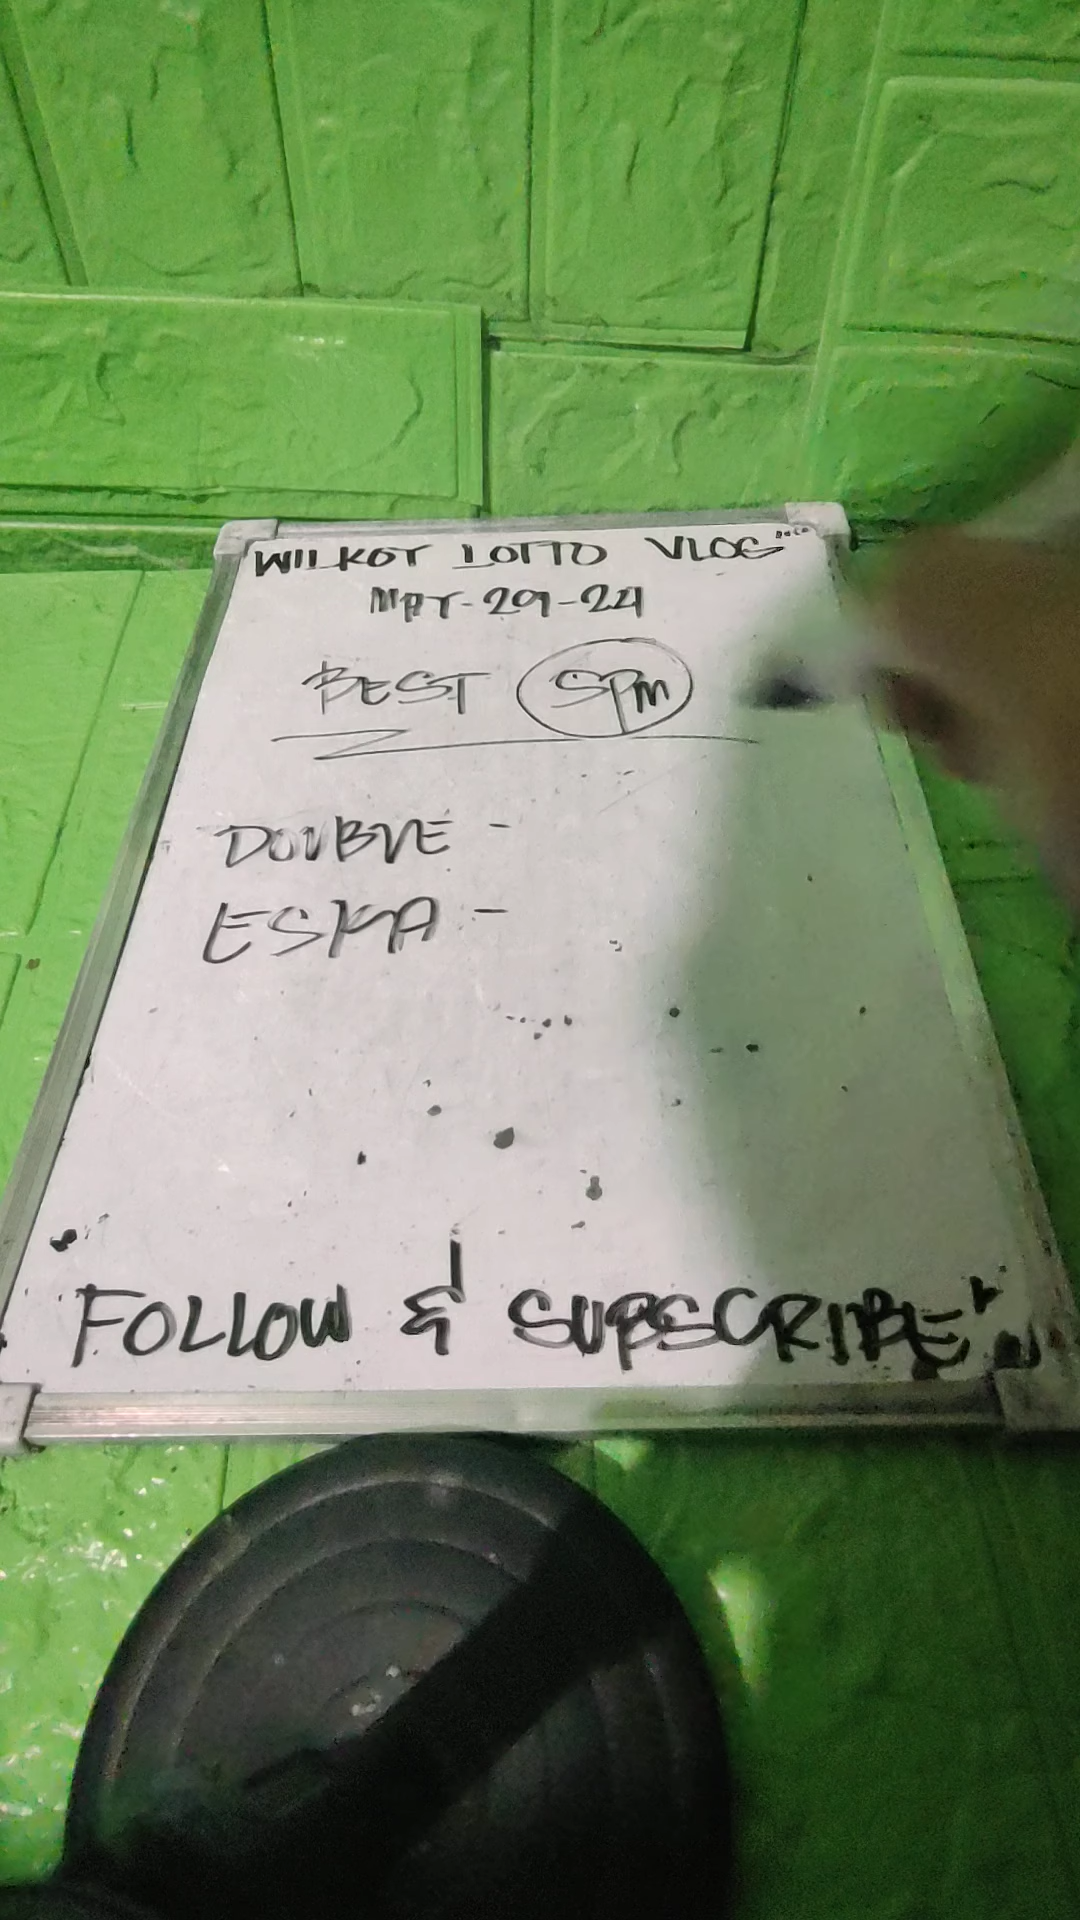 WILKOT LOTTO VLOG
MAY-29-24
BEST 5PM
DOUBLE -
ESKA -
"FOLLOW & SUBSCRIBE"